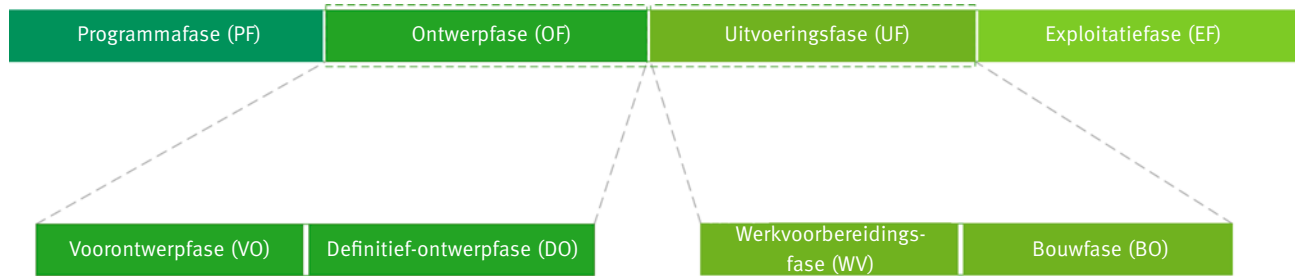 Programmafase (PF)
Ontwerpfase (OF)
Uitvoeringsfase (UF)
Exploitatiefase (EF)
Voorontwerpfase (VO)
Definitief-ontwerpfase (DO)
Werkvoorbereidings-
fase (WV)
Bouwfase (BO)